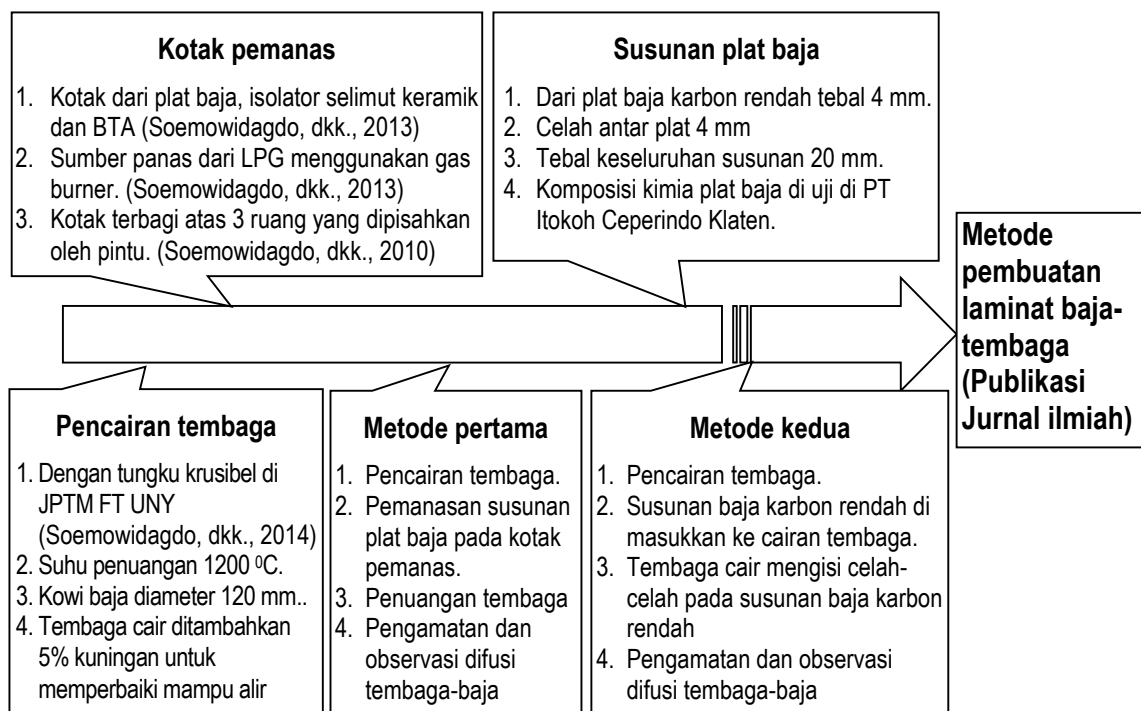 Kotak pemanas
1. Kotak dari plat baja, isolator selimut keramik
dan BTA (Soemowidagdo, dkk., 2013)
2. Sumber panas dari LPG menggunakan gas
burner. (Soemowidagdo, dkk., 2013)
3. Kotak terbagi atas 3 ruang yang dipisahkan
oleh pintu. (Soemowidagdo, dkk., 2010)
Susunan plat baja
1. Dari plat baja karbon rendah tebal 4 mm.
2. Celah antar plat 4 mm
3. Tebal keseluruhan susunan 20 mm.
4. Komposisi kimia plat baja di uji di PT
Itokoh Ceperindo Klaten.
Metode
pembuatan
laminat baja-
tembaga
(Publikasi
Jurnal ilmiah)
Pencairan tembaga
1. Dengan tungku krusibel di
JPTM FT UNY
(Soemowidagdo, dkk., 2014)
2. Suhu penuangan 1200 ⁰C.
3. Kowi baja diameter 120 mm..
4. Tembaga cair ditambahkan
5% kuningan untuk
memperbaiki mampu alir
Metode pertama
1. Pencairan tembaga.
2. Pemanasan susunan
plat baja pada kotak
pemanas.
3. Penuangan tembaga
4. Pengamatan dan
observasi difusi
tembaga-baja
Metode kedua
1. Pencairan tembaga.
2. Susunan baja karbon rendah di
masukkan ke cairan tembaga.
3. Tembaga cair mengisi celah-
celah pada susunan baja karbon
rendah
4. Pengamatan dan observasi
difusi tembaga-baja